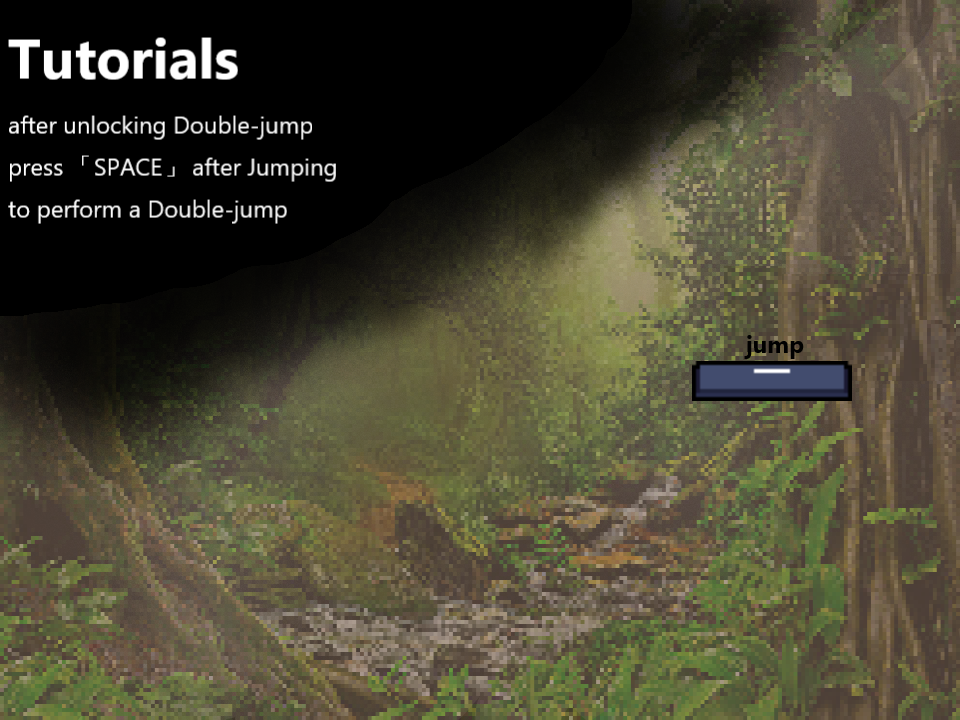 Tutorials
after unlocking Double-jump
press 「SPACE」 after Jumping
to perform a Double-jump
jump